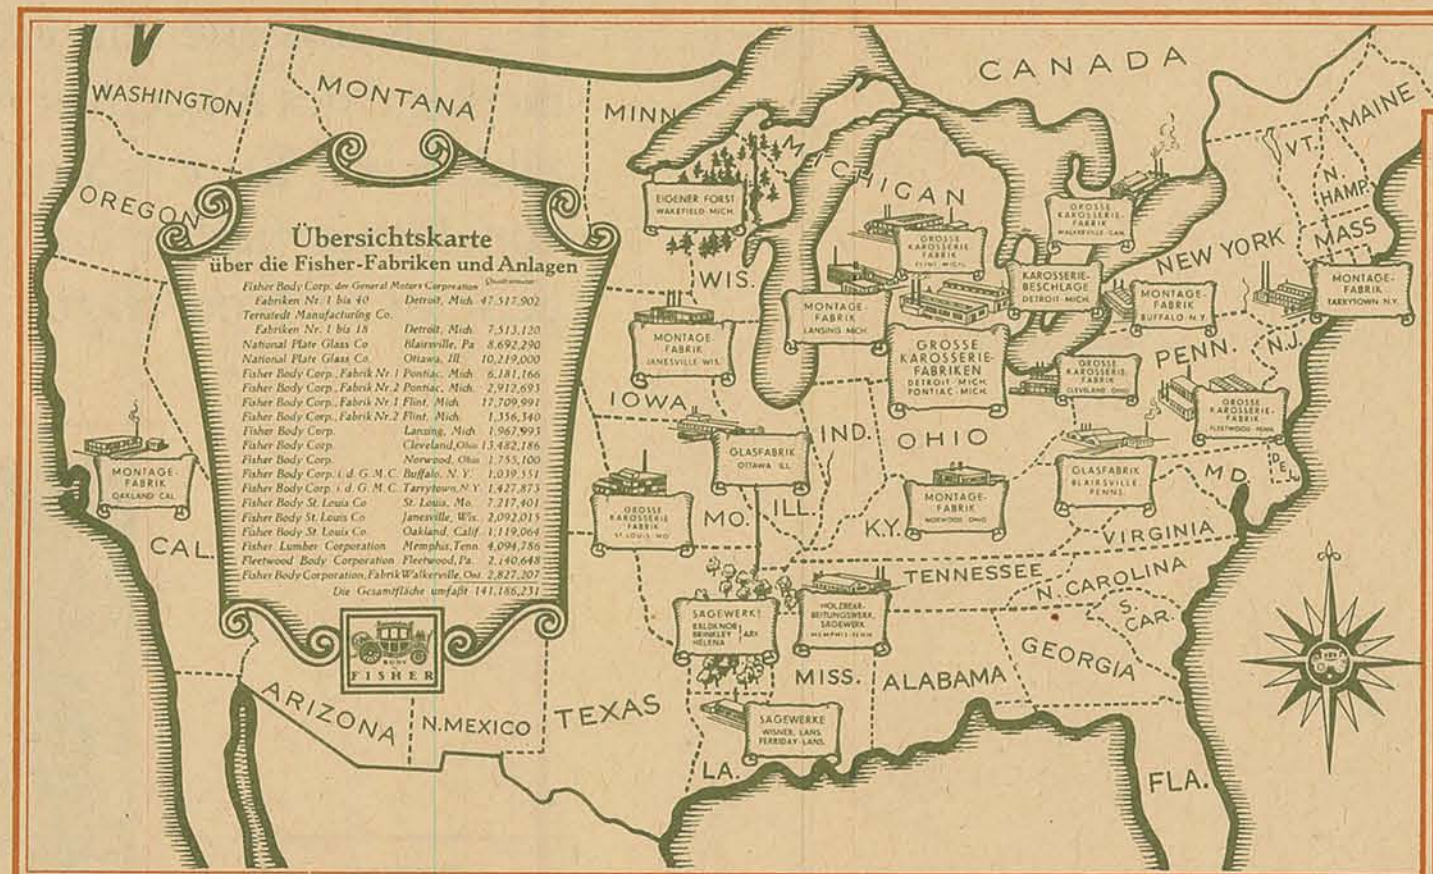 CANADA
WASHINGTON
MONTANA
MINN
MICHIGAN
MAINE
VT.
N.
HAMP.
MASS
NEW YORK
OREGON
WIS.
PENN.
N.J.
IOWA
IND.
OHIO
MD.
DEL.
MO.
ILL.
KY.
VIRGINIA
CAL.
TENNESSEE
N. CAROLINA
S.
CAR.
GEORGIA
MISS.
ALABAMA
ARIZONA
N. MEXICO
TEXAS
LA.
FLA.
Übersichtskarte
über die Fisher-Fabriken und Anlagen
Fisher Body Corp. der General Motors Corporation
Fabriken Nr. 1 bis 40 Detroit, Mich. 47,517,902
Ternstedt Manufacturing Co.
Fabriken Nr. 1 bis 18 Detroit, Mich. 7,513,120
National Plate Glass Co. Blairsville, Pa 8,692,290
National Plate Glass Co. Ottawa, Ill. 10,219,000
Fisher Body Corp., Fabrik Nr. 1 Pontiac, Mich. 6,181,166
Fisher Body Corp., Fabrik Nr. 2 Pontiac, Mich. 2,912,693
Fisher Body Corp., Fabrik Nr. 1 Flint, Mich. 17,709,991
Fisher Body Corp., Fabrik Nr. 2 Flint, Mich. 1,356,340
Fisher Body Corp. Lansing, Mich. 1,967,993
Fisher Body Corp. Cleveland, Ohio 13,482,186
Fisher Body Corp. Norwood, Ohio 1,755,100
Fisher Body Corp. i. d. G. M. C. Buffalo, N. Y. 1,039,551
Fisher Body Corp. i. d. G. M. C. Tarrytown, N. Y. 1,427,873
Fisher Body St. Louis Co St. Louis, Mo. 7,217,401
Fisher Body St. Louis Co Janesville, Wis. 2,092,015
Fisher Body St. Louis Co Oakland, Calif. 1,119,064
Fisher Lumber Corporation Memphis, Tenn. 4,094,786
Fleetwood Body Corporation Fleetwood, Pa. 2,140,648
Fisher Body Corporation, Fabrik Walkerville, Ont. 2,827,207
Die Gesamtfläche umfaßt 141,186,231
BODY
FISHER
EIGENER FORST
WAKEFIELD-MICH.
GROSSE
KAROSSERIE-
FABRIK
WALKERVILLE-CAN.
GROSSE
KAROSSERIE
FABRIK
FLINT-MICH.
KAROSSERIE-
BESCHLAGE
DETROIT-MICH.
MONTAGE-
FABRIK
BUFFALO-N.Y.
MONTAGE-
FABRIK
TARRYTOWN N.Y.
MONTAGE-
FABRIK
LANSING-MICH
MONTAGE-
FABRIK
JANESVILLE-WIS.
GROSSE
KAROSSERIE-
FABRIKEN
DETROIT-MICH.
PONTIAC-MICH.
GROSSE
KAROSSERIE-
FABRIK
CLEVELAND, OHIO
GROSSE
KAROSSERIE-
FABRIK
FLEETWOOD-PENN.
GLASFABRIK
OTTAWA ILL
GLASFABRIK
BLAIRSVILLE
PENNS.
MONTAGE-
FABRIK
OAKLAND CAL.
GROSSE
KAROSSERIE
FABRIK
ST. LOUIS-MO
MONTAGE-
FABRIK
NORWOOD OHIO
SAGEWERKE
BRINKLEY
HELENA
ARK
HOLZBEAR-
BEITUNGSWERK,
SAGEWERK
MEMPHIS-TENN
SAGEWERKE
WISNER, LANS.
FERRIDAY-LANS.